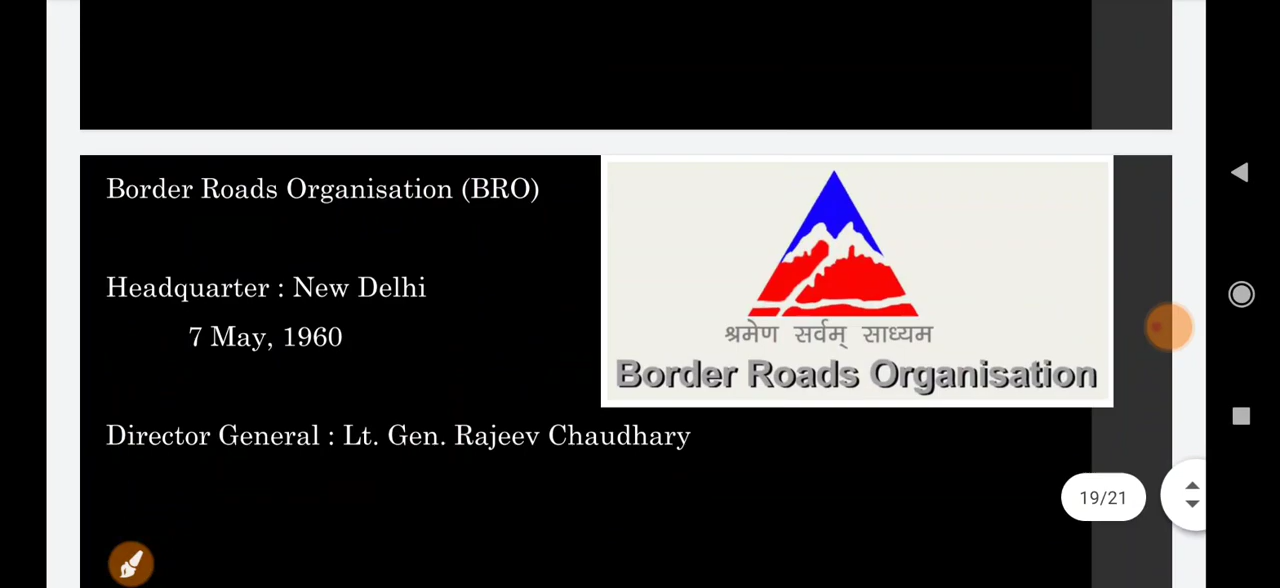 Border Roads Organisation (BRO)
Headquarter : New Delhi
7 May, 1960
श्रमेण सर्वम् साध्यम
Border Roads Organisation
Director General : Lt. Gen. Rajeev Chaudhary
19/21